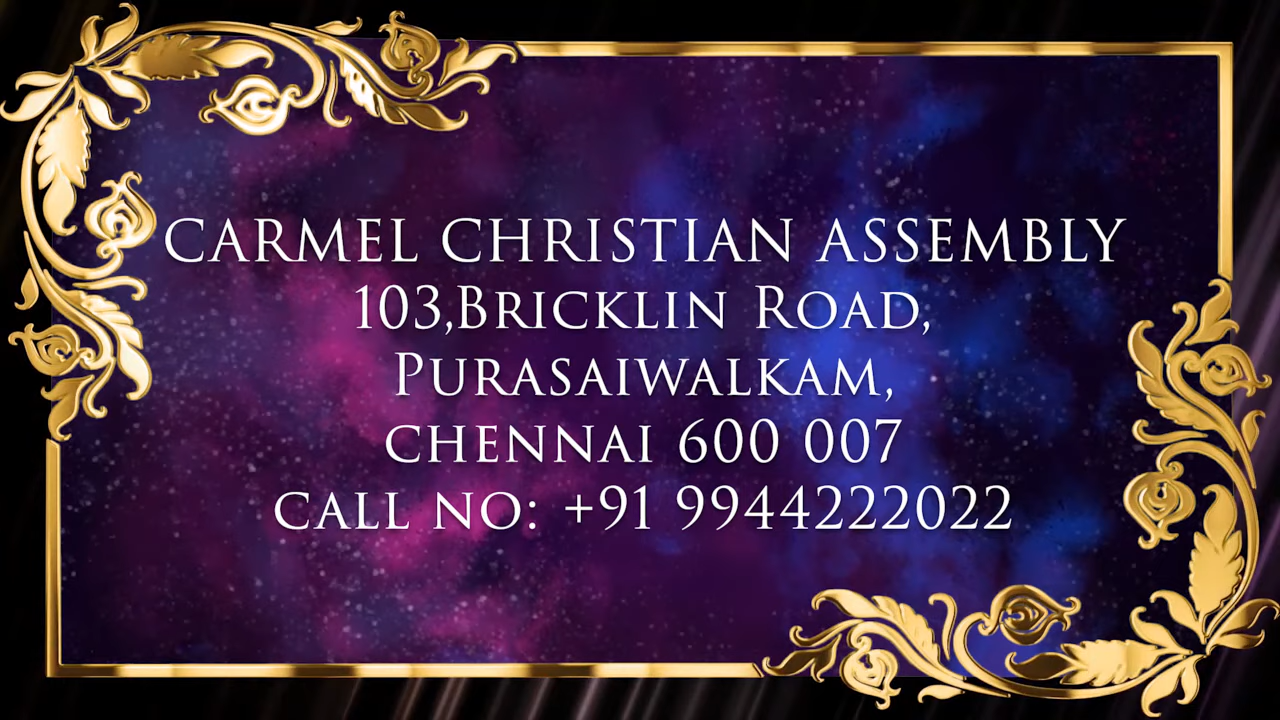 CARMEL CHRISTIAN ASSEMBLY
103,BRICKLIN ROAD,
PURASAIWALKAM,
CHENNAI 600 007
CALL NO: +91 9944222022